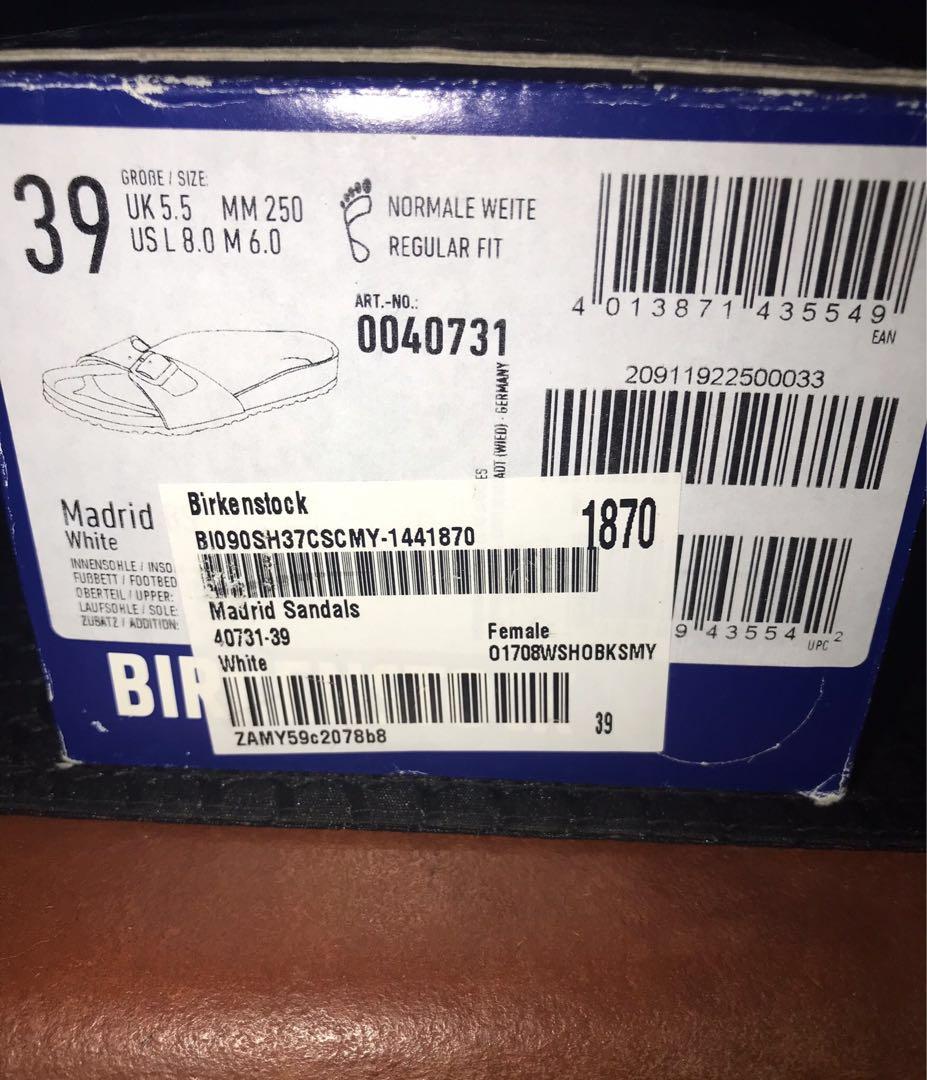 39
GRÖßE / SIZE:
UK 5.5 MM 250
US L 8.0 M 6.0
NORMALE WEITE
REGULAR FIT
ART.-NO.:
0040731
4 013871 435549
EAN
20911922500033
GERMANY
Madrid
White
INNENSOHLE / INSO
FUßBETT / FOOTBED
OBERTEIL / UPPER:
LAUFSOHLE / SOLE:
ZUSATZ / ADDITION:
9 43554 2
UPC
BIR
Birkenstock
1870
BI090SH37CSCMY-1441870
Madrid Sandals
40731-39
Female
White
01708WSHOBKSMY
39
ZAMY59c2078b8